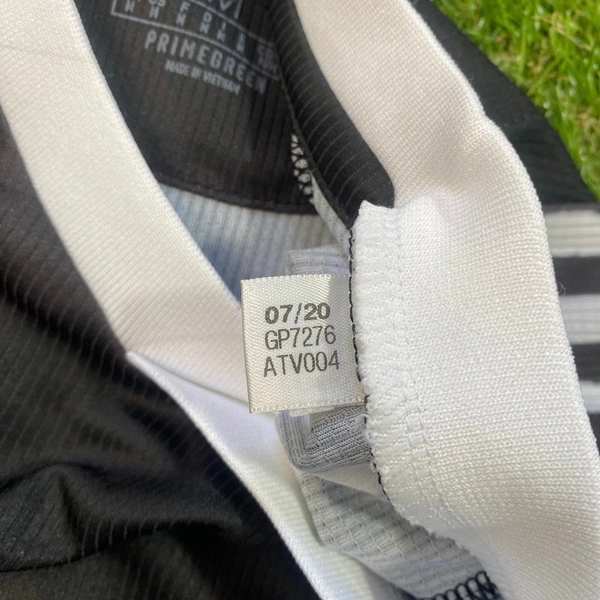 PRIMEGREEN
MADE IN VIETNAM
07/20
GP7276
ATV004